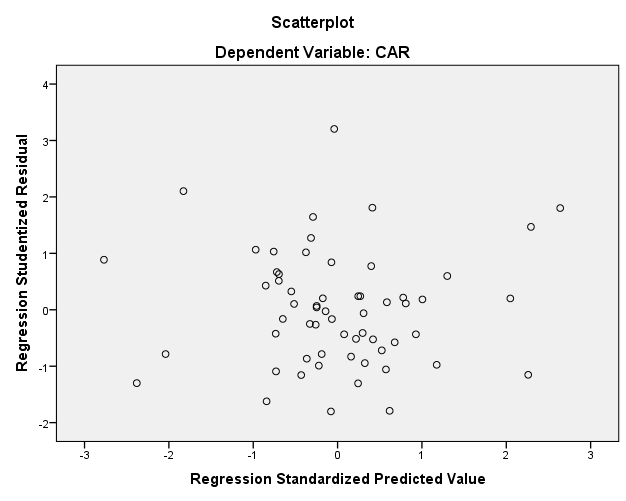 Scatterplot
Dependent Variable: CAR
Regression Studentized Residual
4
3
2
1
0
-1
-2
-3 -2 -1 0 1 2 3
Regression Standardized Predicted Value